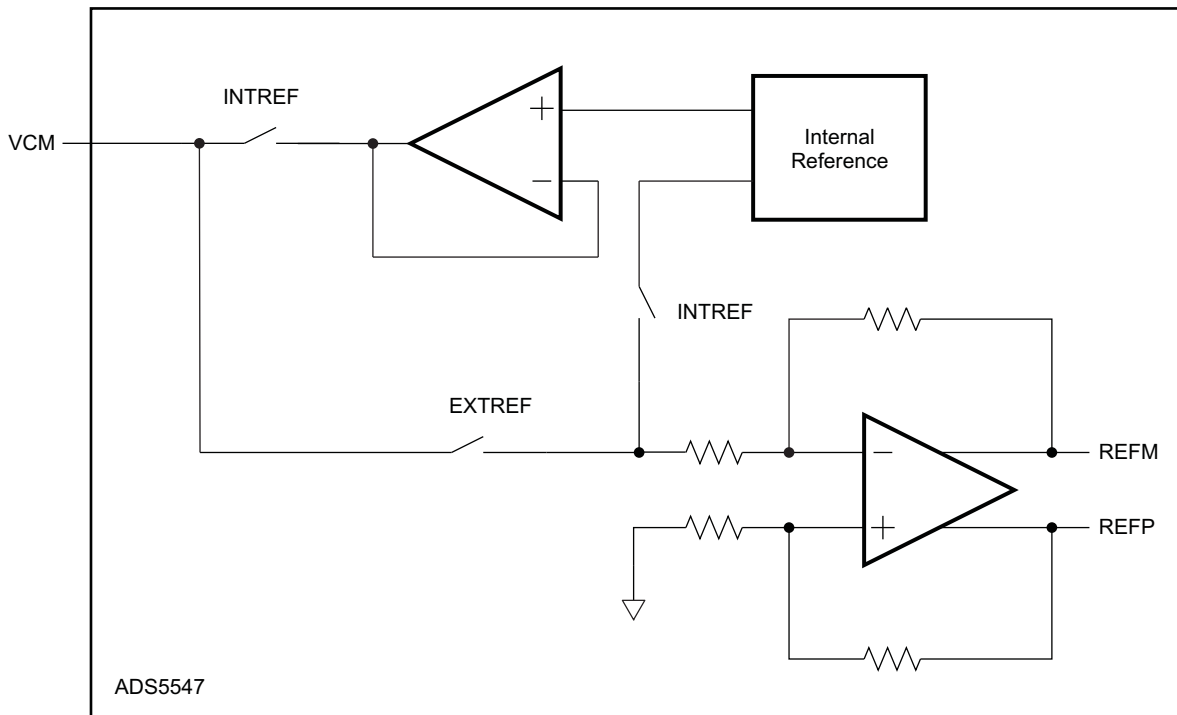 INTREF
VCM
Internal
Reference
INTREF
EXTREF
REFM
REFP
ADS5547